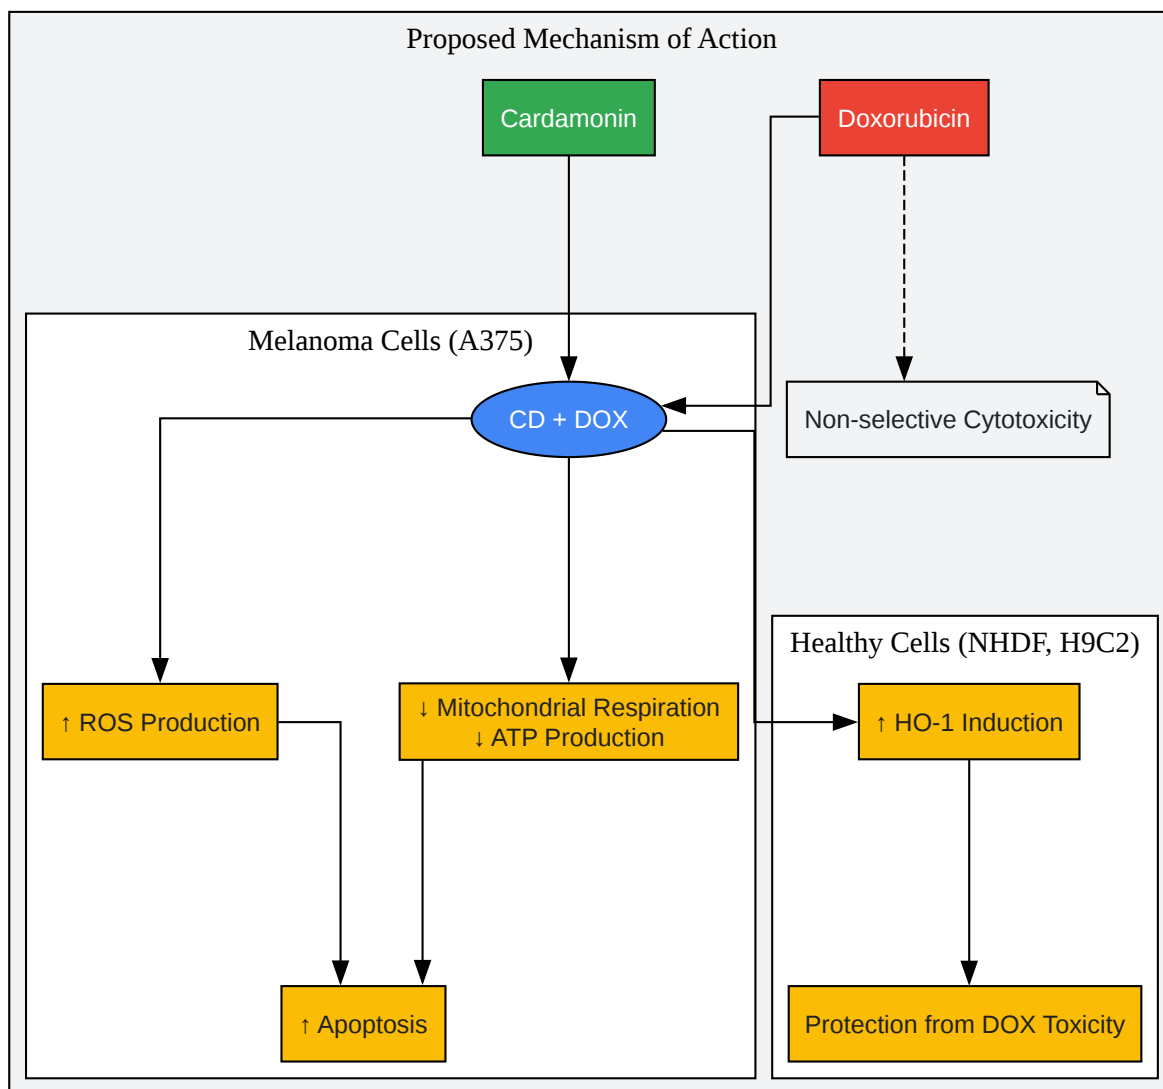 Proposed Mechanism of Action
Cardamonin
Doxorubicin
Melanoma Cells (A375)
CD + DOX
Non-selective Cytotoxicity
Healthy Cells (NHDF, H9C2)
↑ ROS Production
↓ Mitochondrial Respiration
↓ ATP Production
↑ HO-1 Induction
↑ Apoptosis
Protection from DOX Toxicity